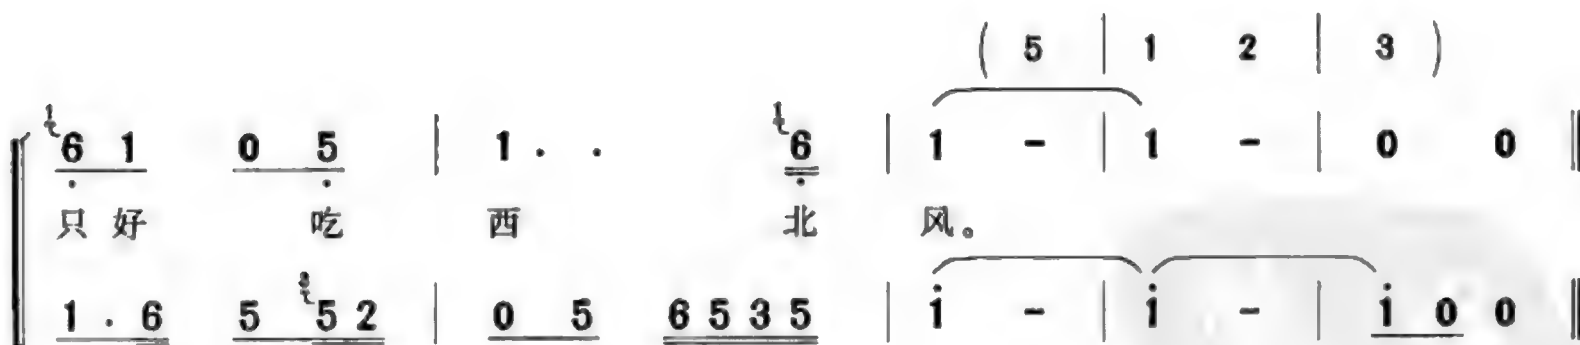 ( 5 | 1 2 | 3 )
1 6 1 0 5 | 1 · · 1 6 | 1 - | 1 - | 0 0 ‖
只好 吃 西 北 风。
1 · 6 5 5 2 | 0 5 6 5 3 5 | i - | i - | i 0 0 ‖